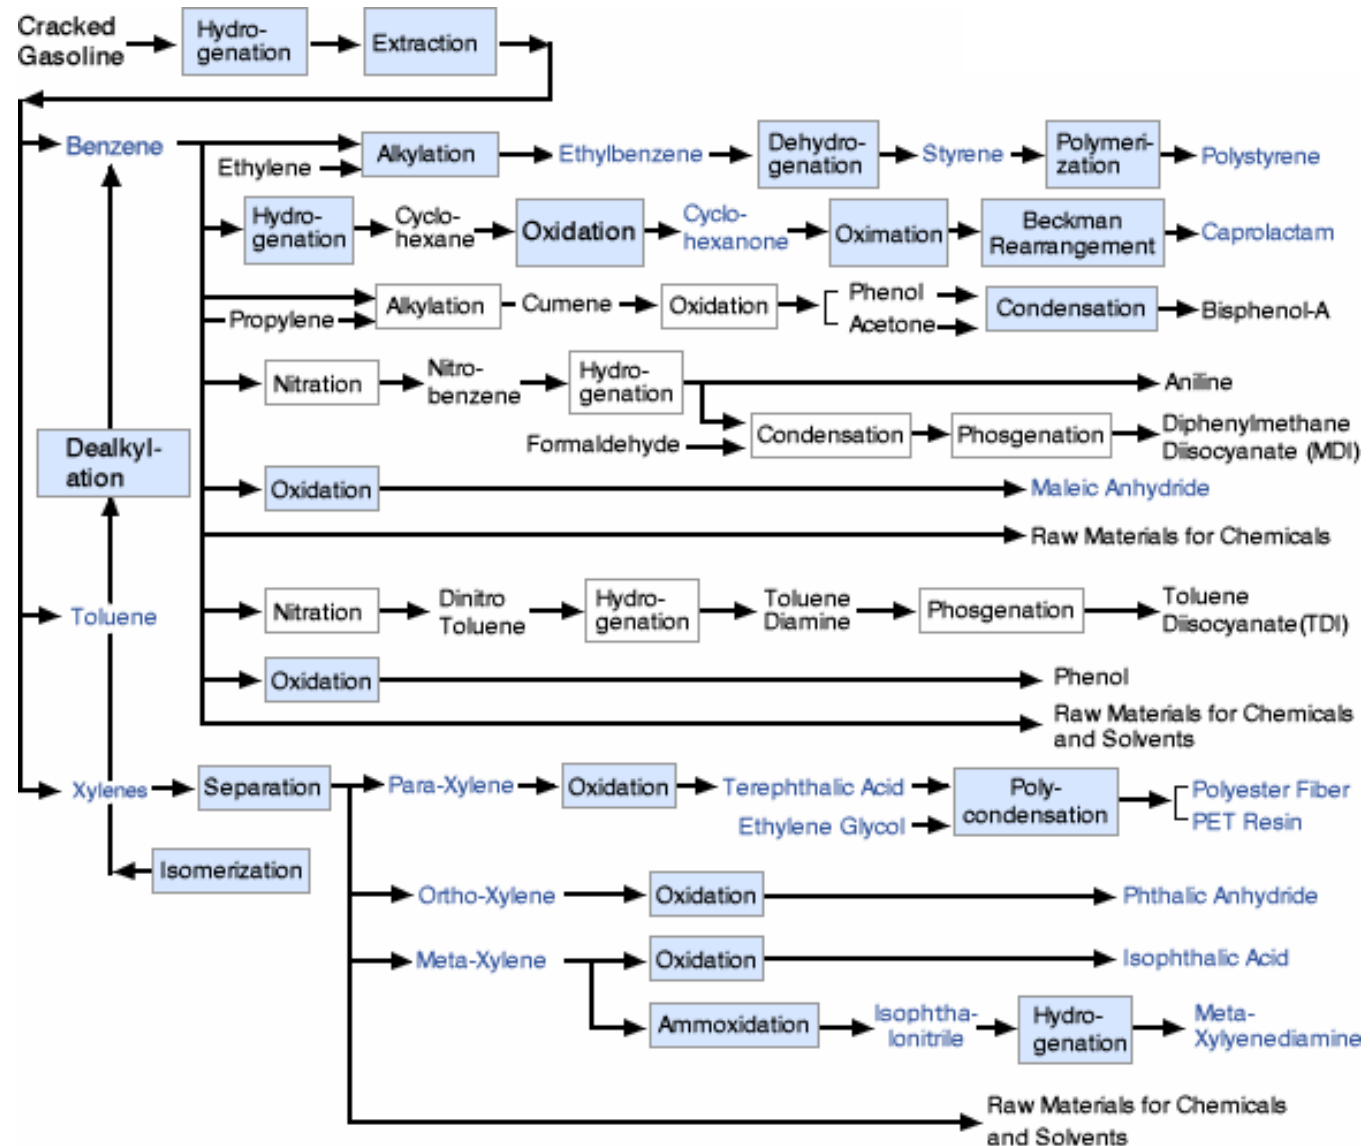 Cracked
Gasoline
Hydro-
genation
Extraction
Benzene
Ethylene
Alkylation
Ethylbenzene
Dehydro-
genation
Styrene
Polymeri-
zation
Polystyrene
Hydro-
genation
Cyclo-
hexane
Oxidation
Cyclo-
hexanone
Oximation
Beckman
Rearrangement
Caprolactam
Propylene
Alkylation
Cumene
Oxidation
Phenol
Acetone
Condensation
Bisphenol-A
Nitration
Nitro-
benzene
Hydro-
genation
Aniline
Formaldehyde
Condensation
Phosgenation
Diphenylmethane
Diisocyanate (MDI)
Dealkyl-
ation
Oxidation
Maleic Anhydride
Raw Materials for Chemicals
Toluene
Nitration
Dinitro
Toluene
Hydro-
genation
Toluene
Diamine
Phosgenation
Toluene
Diisocyanate(TDI)
Oxidation
Phenol
Raw Materials for Chemicals
and Solvents
Xylenes
Separation
Para-Xylene
Oxidation
Terephthalic Acid
Ethylene Glycol
Poly-
condensation
Polyester Fiber
PET Resin
Isomerization
Ortho-Xylene
Oxidation
Phthalic Anhydride
Meta-Xylene
Oxidation
Isophthalic Acid
Ammoxidation
Isophtha-
lonitrile
Hydro-
genation
Meta-
Xylyenediamine
Raw Materials for Chemicals
and Solvents